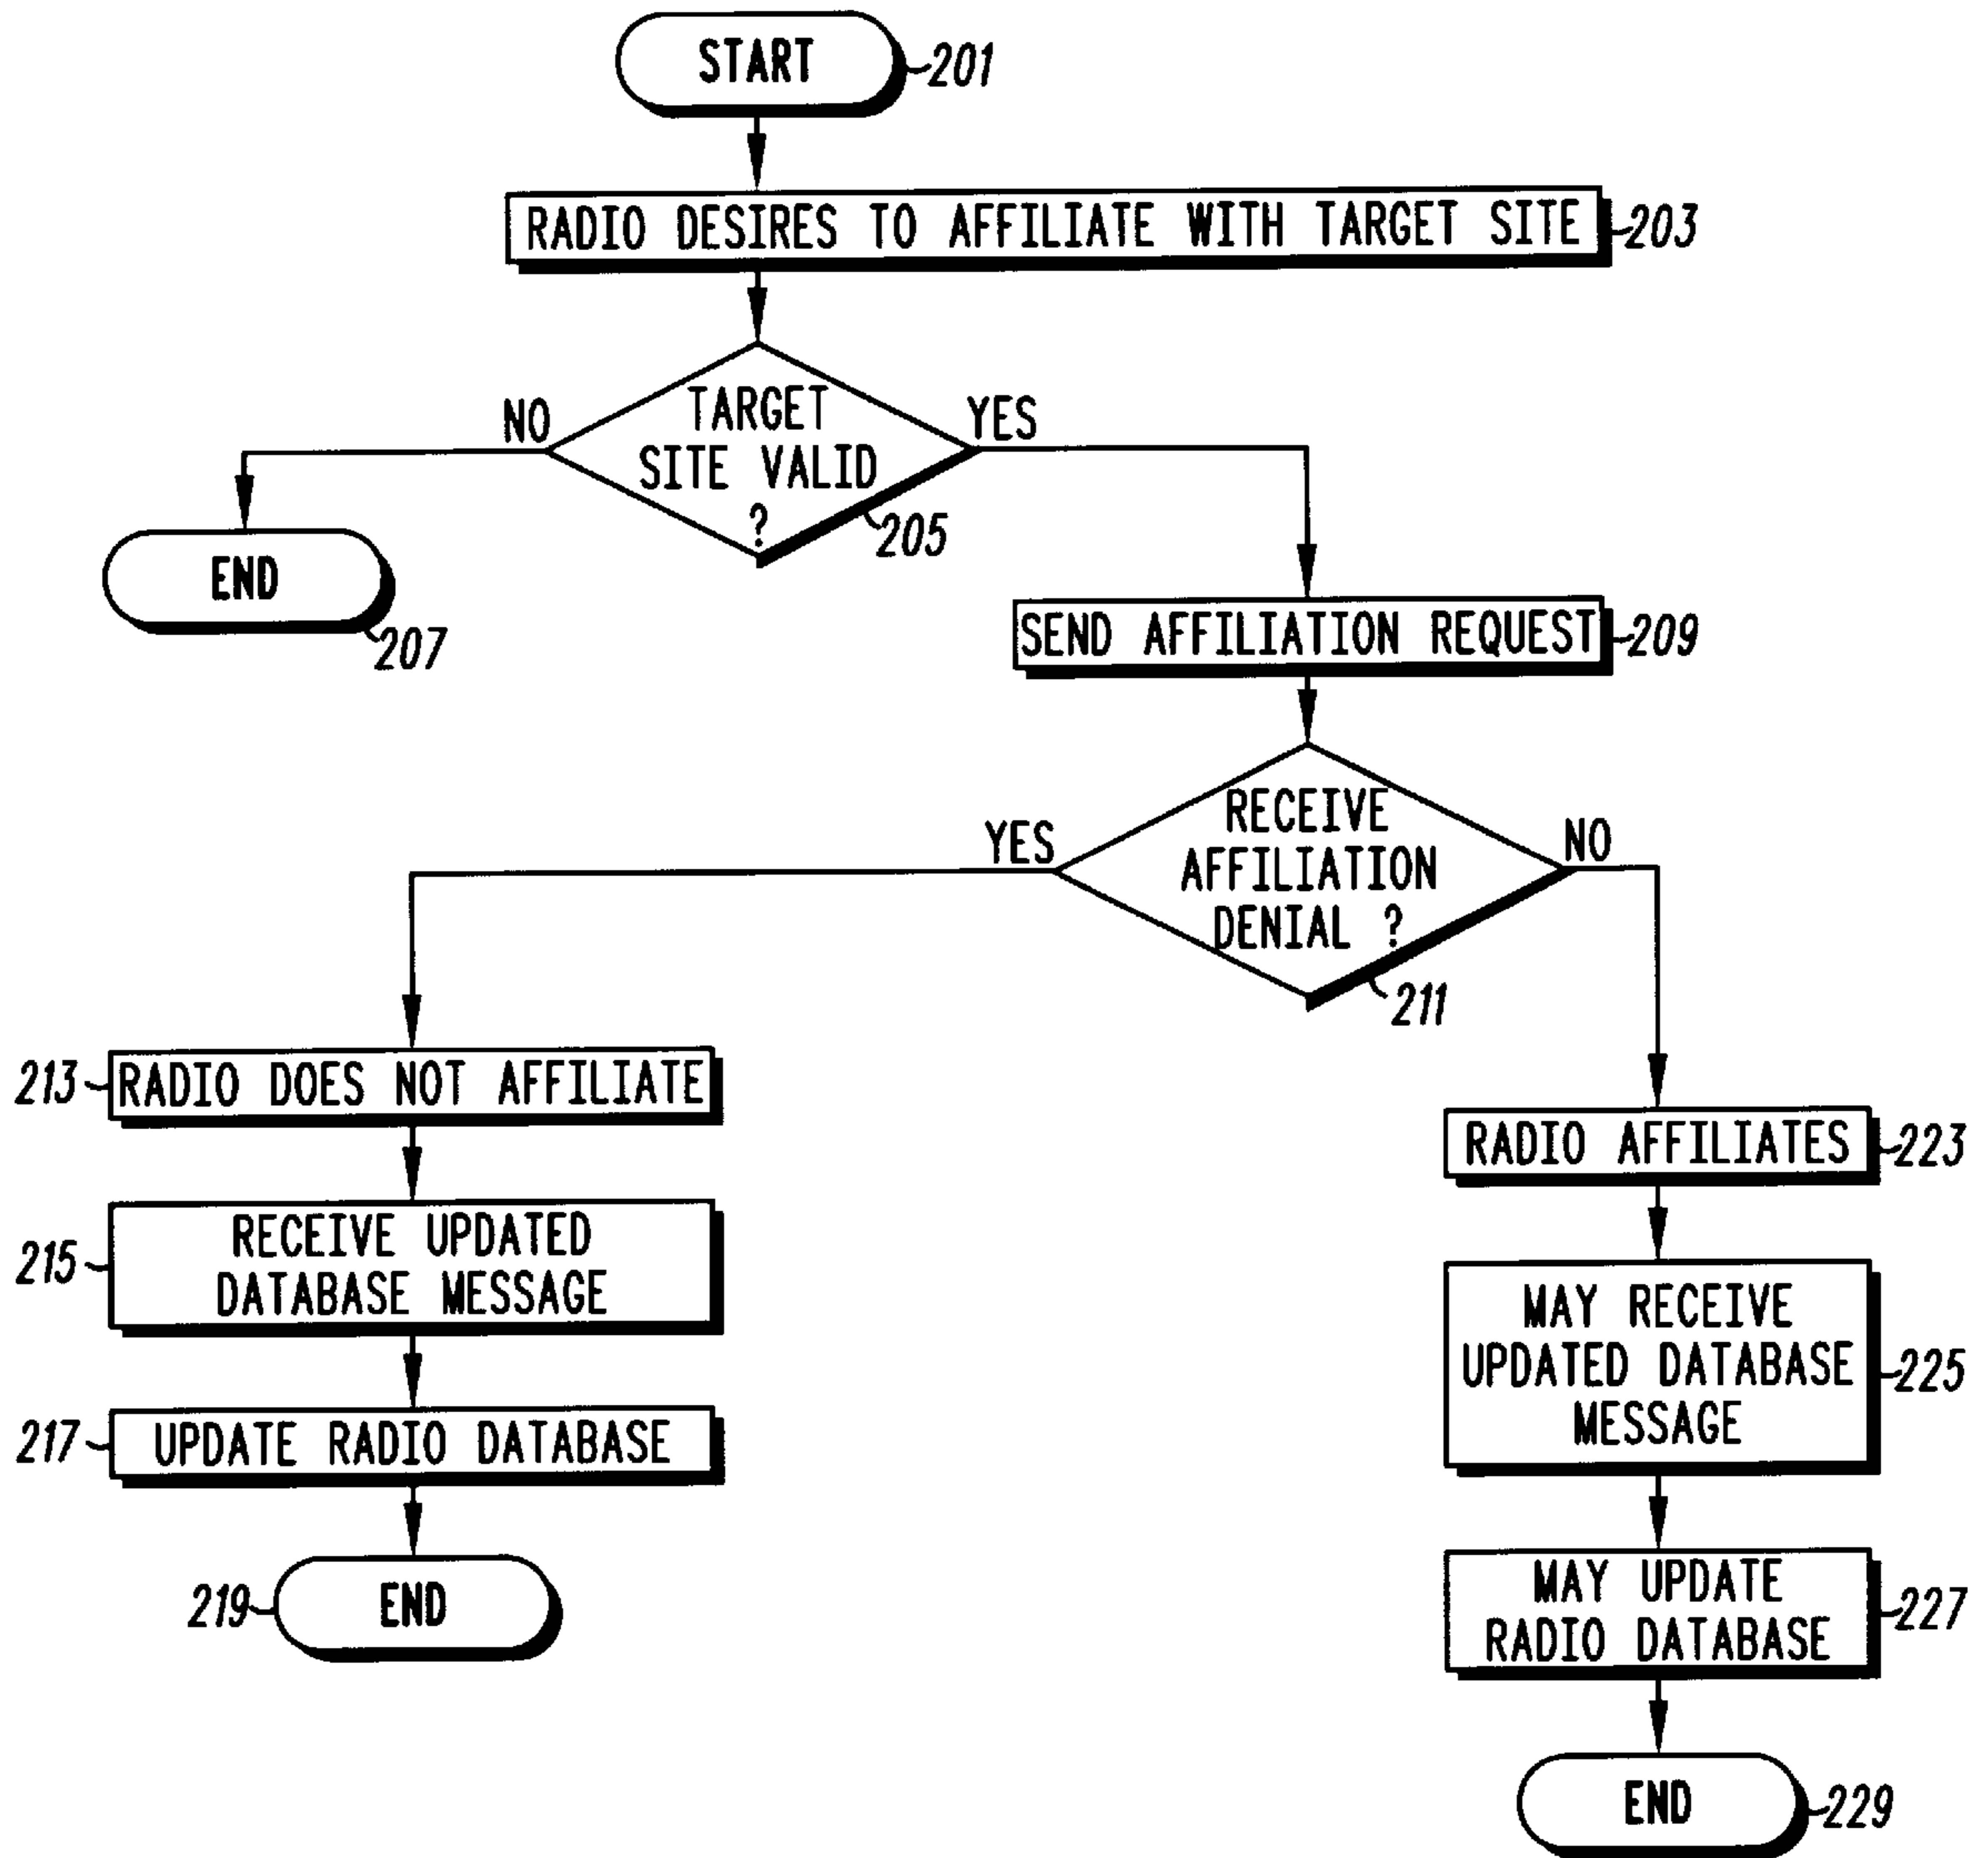 START
201
RADIO DESIRES TO AFFILIATE WITH TARGET SITE
203
NO
TARGET
SITE VALID
?
YES
205
END
207
SEND AFFILIATION REQUEST
209
YES
RECEIVE
AFFILIATION
DENIAL ?
NO
211
213
RADIO DOES NOT AFFILIATE
215
RECEIVE UPDATED
DATABASE MESSAGE
217
UPDATE RADIO DATABASE
219
END
RADIO AFFILIATES
223
MAY RECEIVE
UPDATED DATABASE
MESSAGE
225
MAY UPDATE
RADIO DATABASE
227
END
229